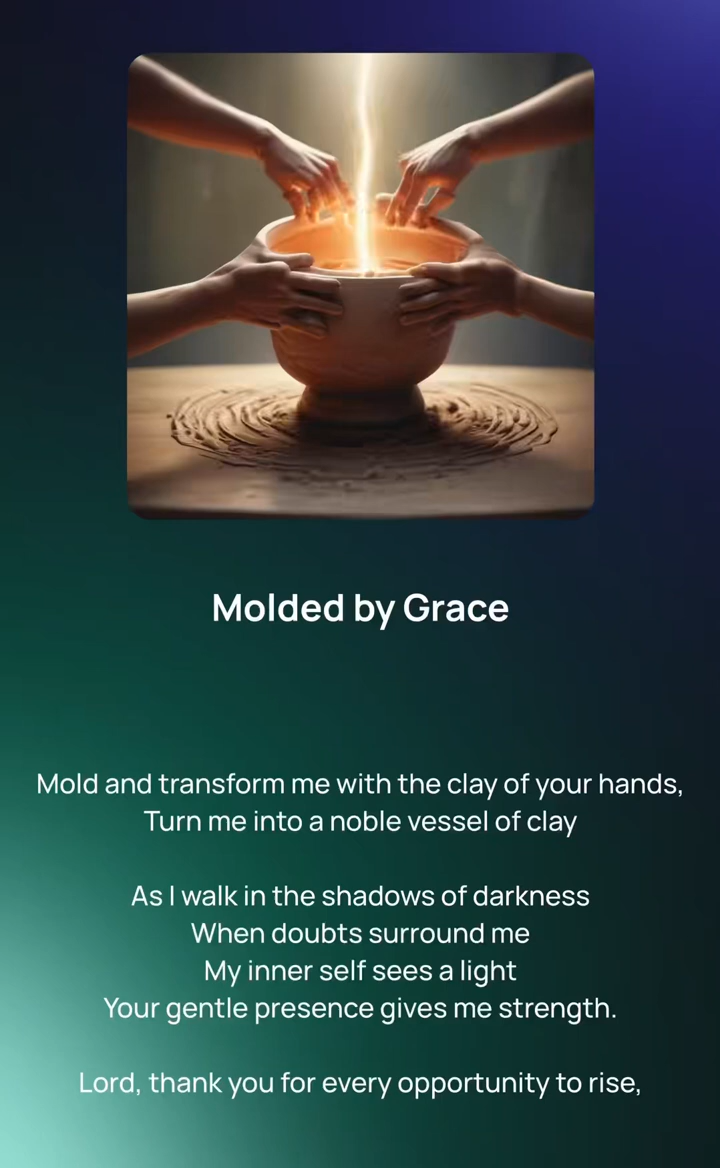 Molded by Grace
Mold and transform me with the clay of your hands,
Turn me into a noble vessel of clay
As I walk in the shadows of darkness
When doubts surround me
My inner self sees a light
Your gentle presence gives me strength.
Lord, thank you for every opportunity to rise,